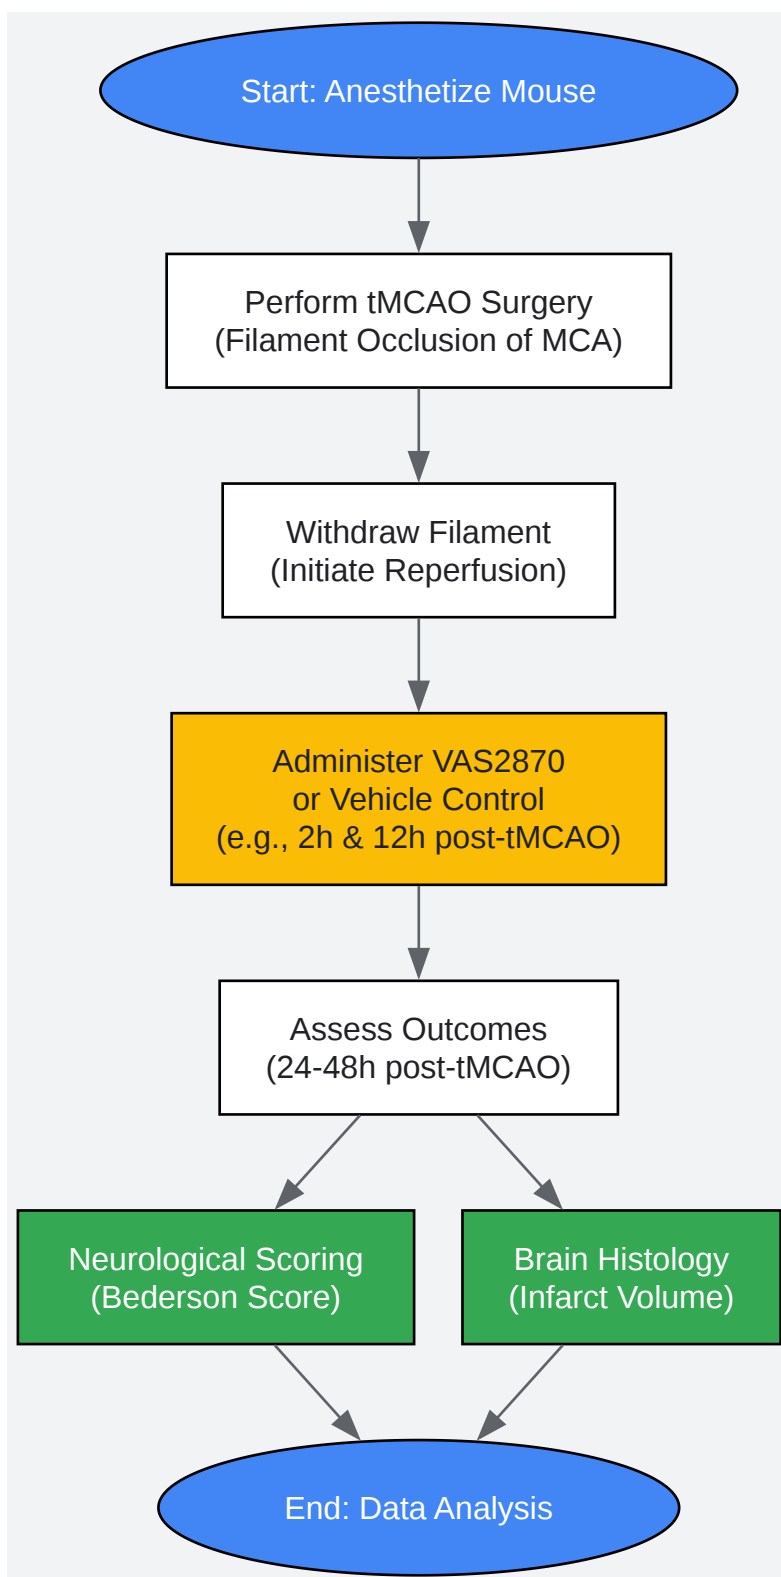 Start: Anesthetize Mouse
Perform tMCAO Surgery
(Filament Occlusion of MCA)
Withdraw Filament
(Initiate Reperfusion)
Administer VAS2870
or Vehicle Control
(e.g., 2h & 12h post-tMCAO)
Assess Outcomes
(24-48h post-tMCAO)
Neurological Scoring
(Bederson Score)
Brain Histology
(Infarct Volume)
End: Data Analysis